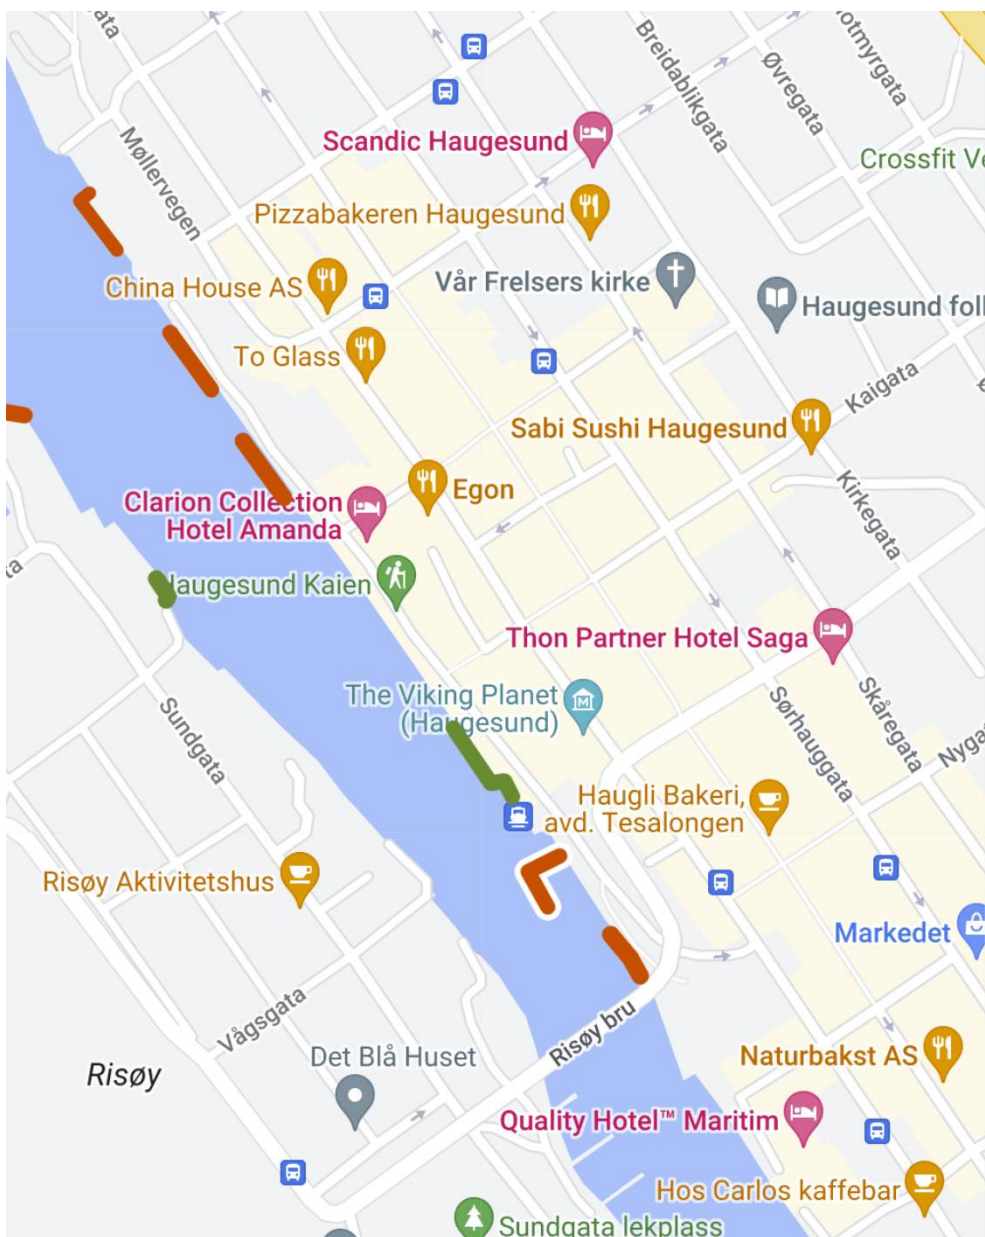 Breidablikgata
Øvregata
Møllervegen
Scandic Haugesund
Pizzabakeren Haugesund
Vår Frelsers kirke
China House AS
To Glass
Kaigata
Sabi Sushi Haugesund
Egon
Kirkegata
Clarion Collection
Hotel Amanda
Haugesund Kaien
Thon Partner Hotel Saga
The Viking Planet
(Haugesund)
M
Sundgata
Sørhauggata
Skåregata
Haugli Bakeri,
avd. Tesalongen
Risøy Aktivitetshus
Markedet
Vågsgata
Risøy bru
Risøy
Det Blå Huset
Naturbakst AS
Quality Hotel™ Maritim
Hos Carlos kaffebar
Sundgata lekplass